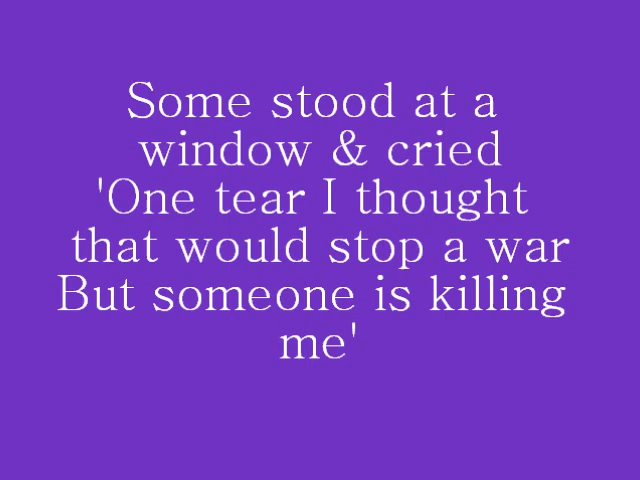 Some stood at a
window & cried
'One tear I thought
that would stop a war
But someone is killing
me'